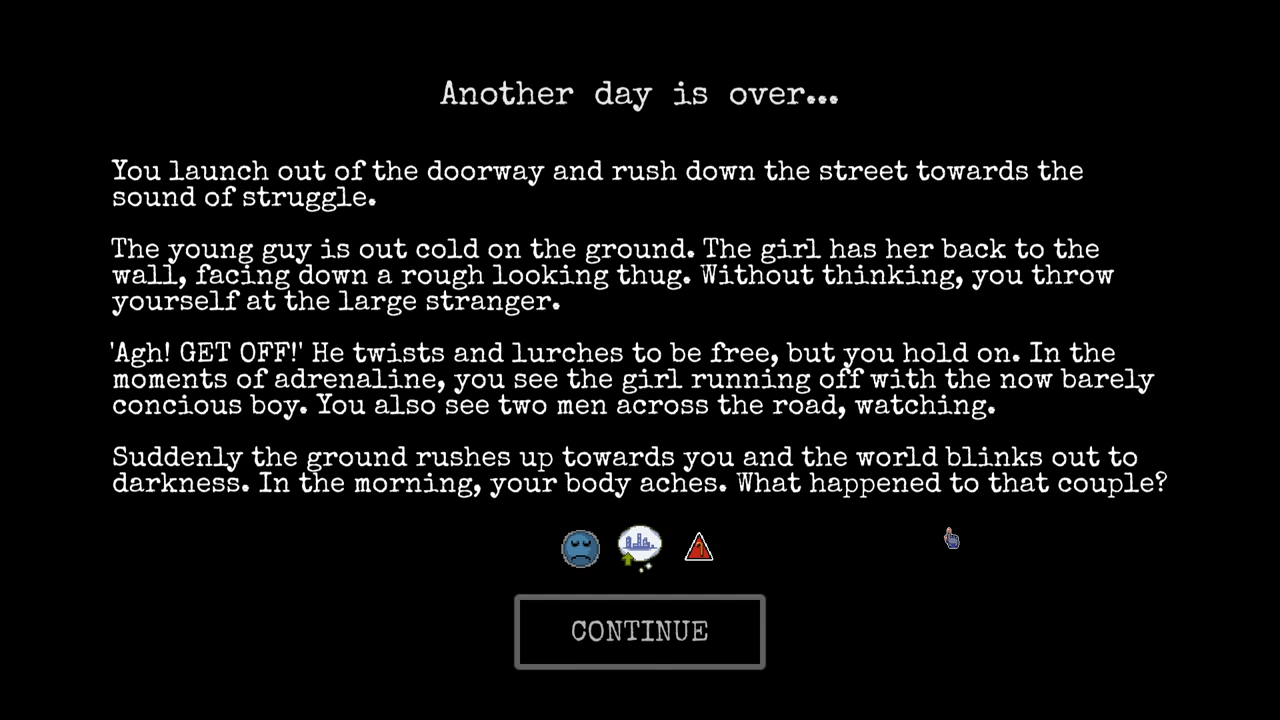 Another day is over...
You launch out of the doorway and rush down the street towards the
sound of struggle.
The young guy is out cold on the ground. The girl has her back to the
wall, facing down a rough looking thug. Without thinking, you throw
yourself at the large stranger.
'Agh! GET OFF!' He twists and lurches to be free, but you hold on. In the
moments of adrenaline, you see the girl running off with the now barely
concious boy. You also see two men across the road, watching.
Suddenly the ground rushes up towards you and the world blinks out to
darkness. In the morning, your body aches. What happened to that couple?
CONTINUE